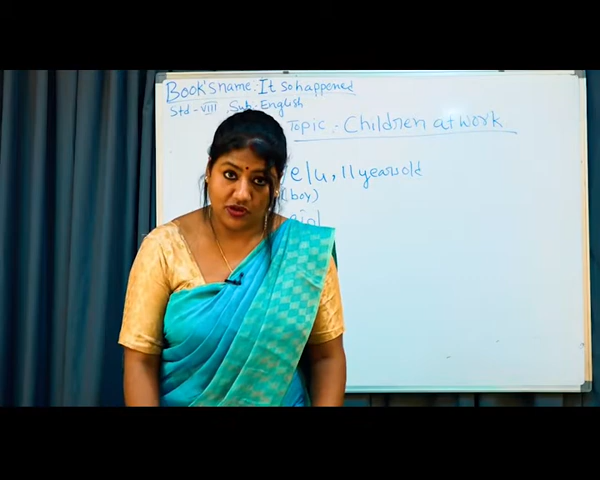 Book's name: It so happened
Std - VIII Sub: English
Topic: Children at work
elu, 11 years old
(boy)